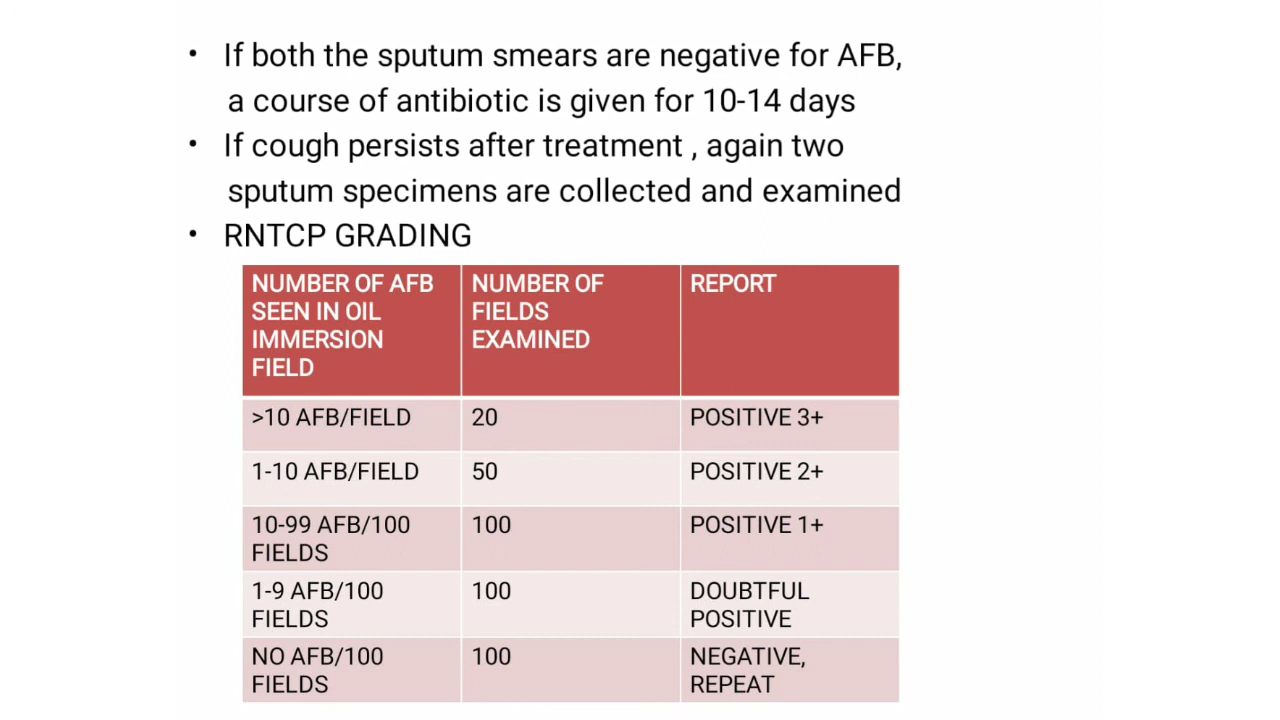 • If both the sputum smears are negative for AFB,
a course of antibiotic is given for 10-14 days
• If cough persists after treatment , again two
sputum specimens are collected and examined
• RNTCP GRADING
NUMBER OF AFB
SEEN IN OIL
IMMERSION
FIELD
NUMBER OF
FIELDS
EXAMINED
REPORT
>10 AFB/FIELD
20
POSITIVE 3+
1-10 AFB/FIELD
50
POSITIVE 2+
10-99 AFB/100
FIELDS
100
POSITIVE 1+
1-9 AFB/100
FIELDS
100
DOUBTFUL
POSITIVE
NO AFB/100
FIELDS
100
NEGATIVE,
REPEAT